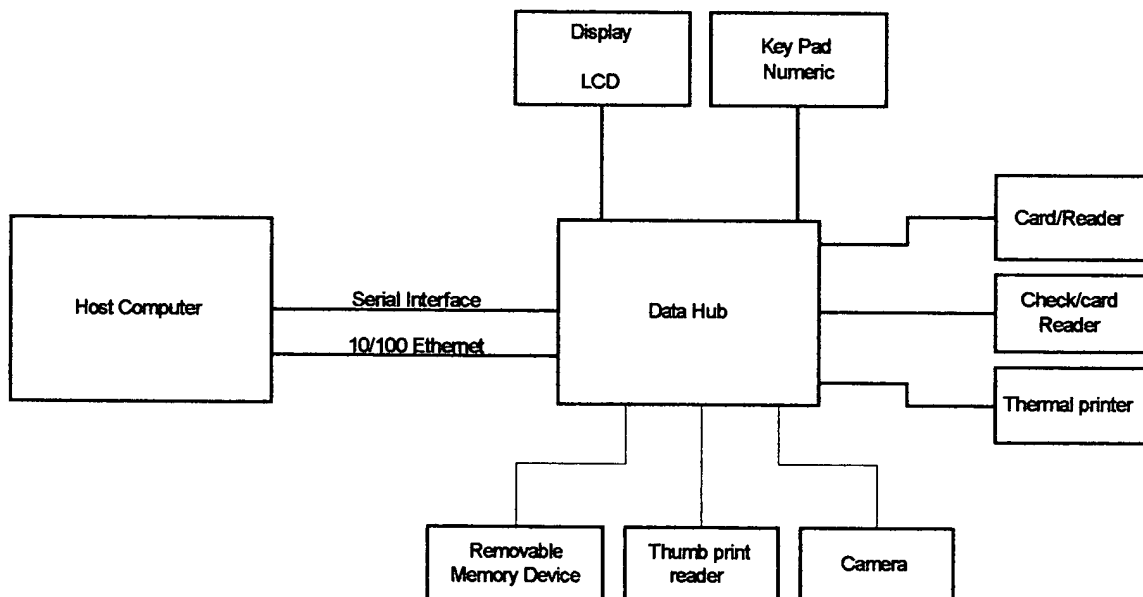 Display
LCD
Key Pad
Numeric
Card/Reader
Host Computer
Serial Interface
10/100 Ethernet
Data Hub
Check/card
Reader
Thermal printer
Removable
Memory Device
Thumb print
reader
Camera